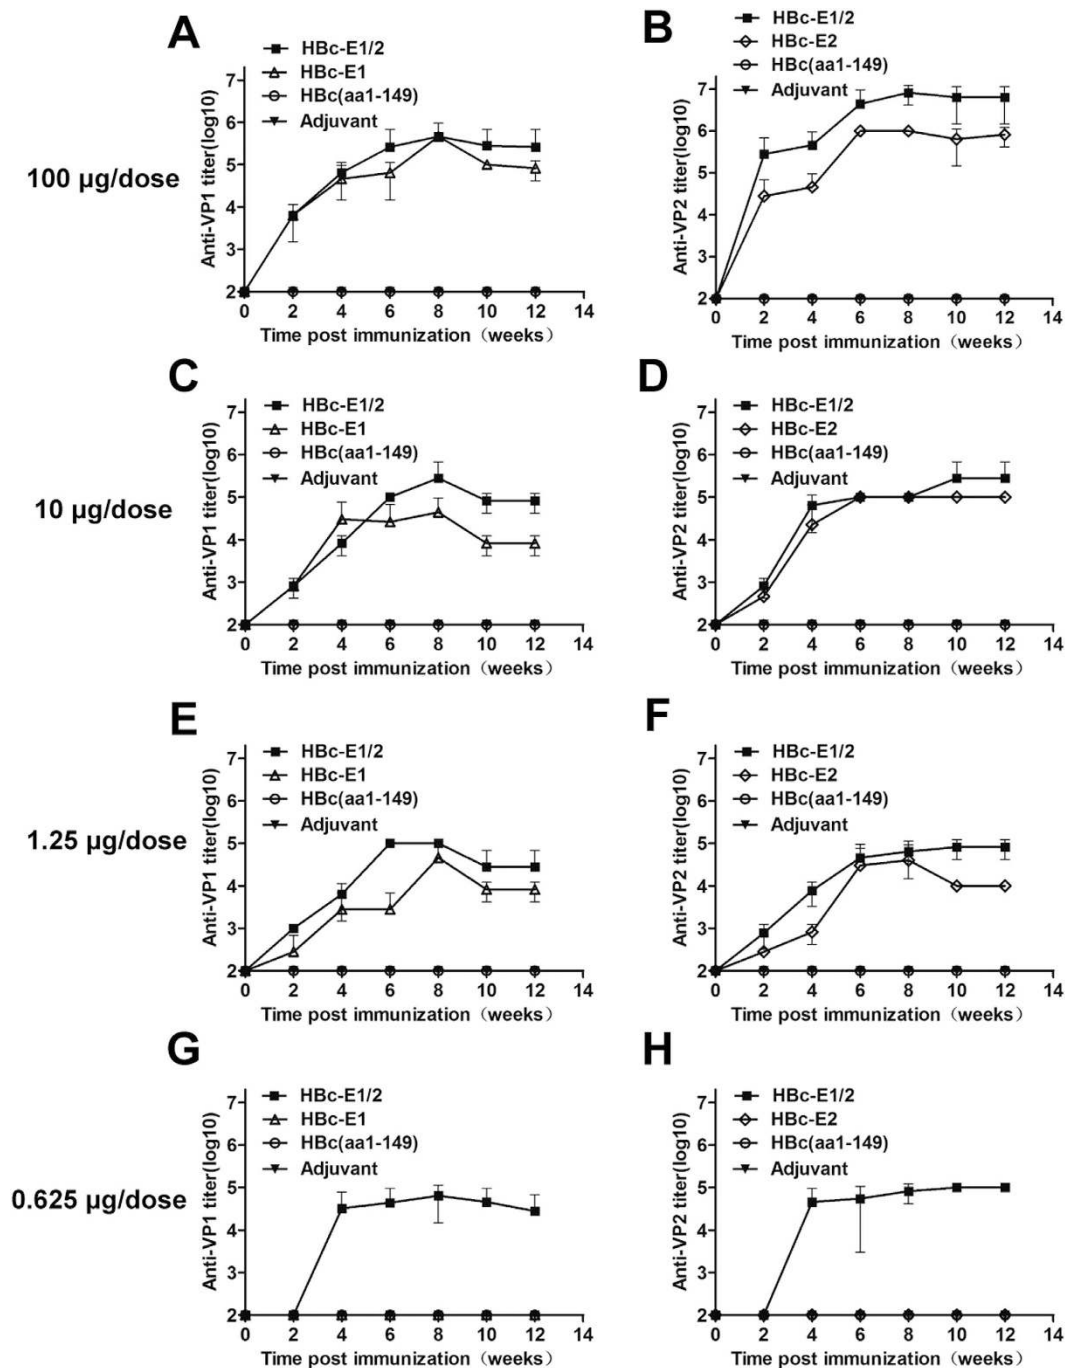 A
HBc-E1/2
HBc-E1
HBc(aa1-149)
Adjuvant
100 µg/dose
Anti-VP1 titer(log10)
7
6
5
4
3
2
0 2 4 6 8 10 12 14
Time post immunization（weeks）
B
HBc-E1/2
HBc-E2
HBc(aa1-149)
Adjuvant
Anti-VP2 titer(log10)
7
6
5
4
3
2
0 2 4 6 8 10 12 14
Time post immunization（weeks）
C
HBc-E1/2
HBc-E1
HBc(aa1-149)
Adjuvant
10 µg/dose
Anti-VP1 titer(log10)
7
6
5
4
3
2
0 2 4 6 8 10 12 14
Time post immunization（weeks）
D
HBc-E1/2
HBc-E2
HBc(aa1-149)
Adjuvant
Anti-VP2 titer(log10)
7
6
5
4
3
2
0 2 4 6 8 10 12 14
Time post immunization（weeks）
E
HBc-E1/2
HBc-E1
HBc(aa1-149)
Adjuvant
1.25 µg/dose
Anti-VP1 titer(log10)
7
6
5
4
3
2
0 2 4 6 8 10 12 14
Time post immunization（weeks）
F
HBc-E1/2
HBc-E2
HBc(aa1-149)
Adjuvant
Anti-VP2 titer(log10)
7
6
5
4
3
2
0 2 4 6 8 10 12 14
Time post immunization（weeks）
G
HBc-E1/2
HBc-E1
HBc(aa1-149)
Adjuvant
0.625 µg/dose
Anti-VP1 titer(log10)
7
6
5
4
3
2
0 2 4 6 8 10 12 14
Time post immunization（weeks）
H
HBc-E1/2
HBc-E2
HBc(aa1-149)
Adjuvant
Anti-VP2 titer(log10)
7
6
5
4
3
2
0 2 4 6 8 10 12 14
Time post immunization（weeks）